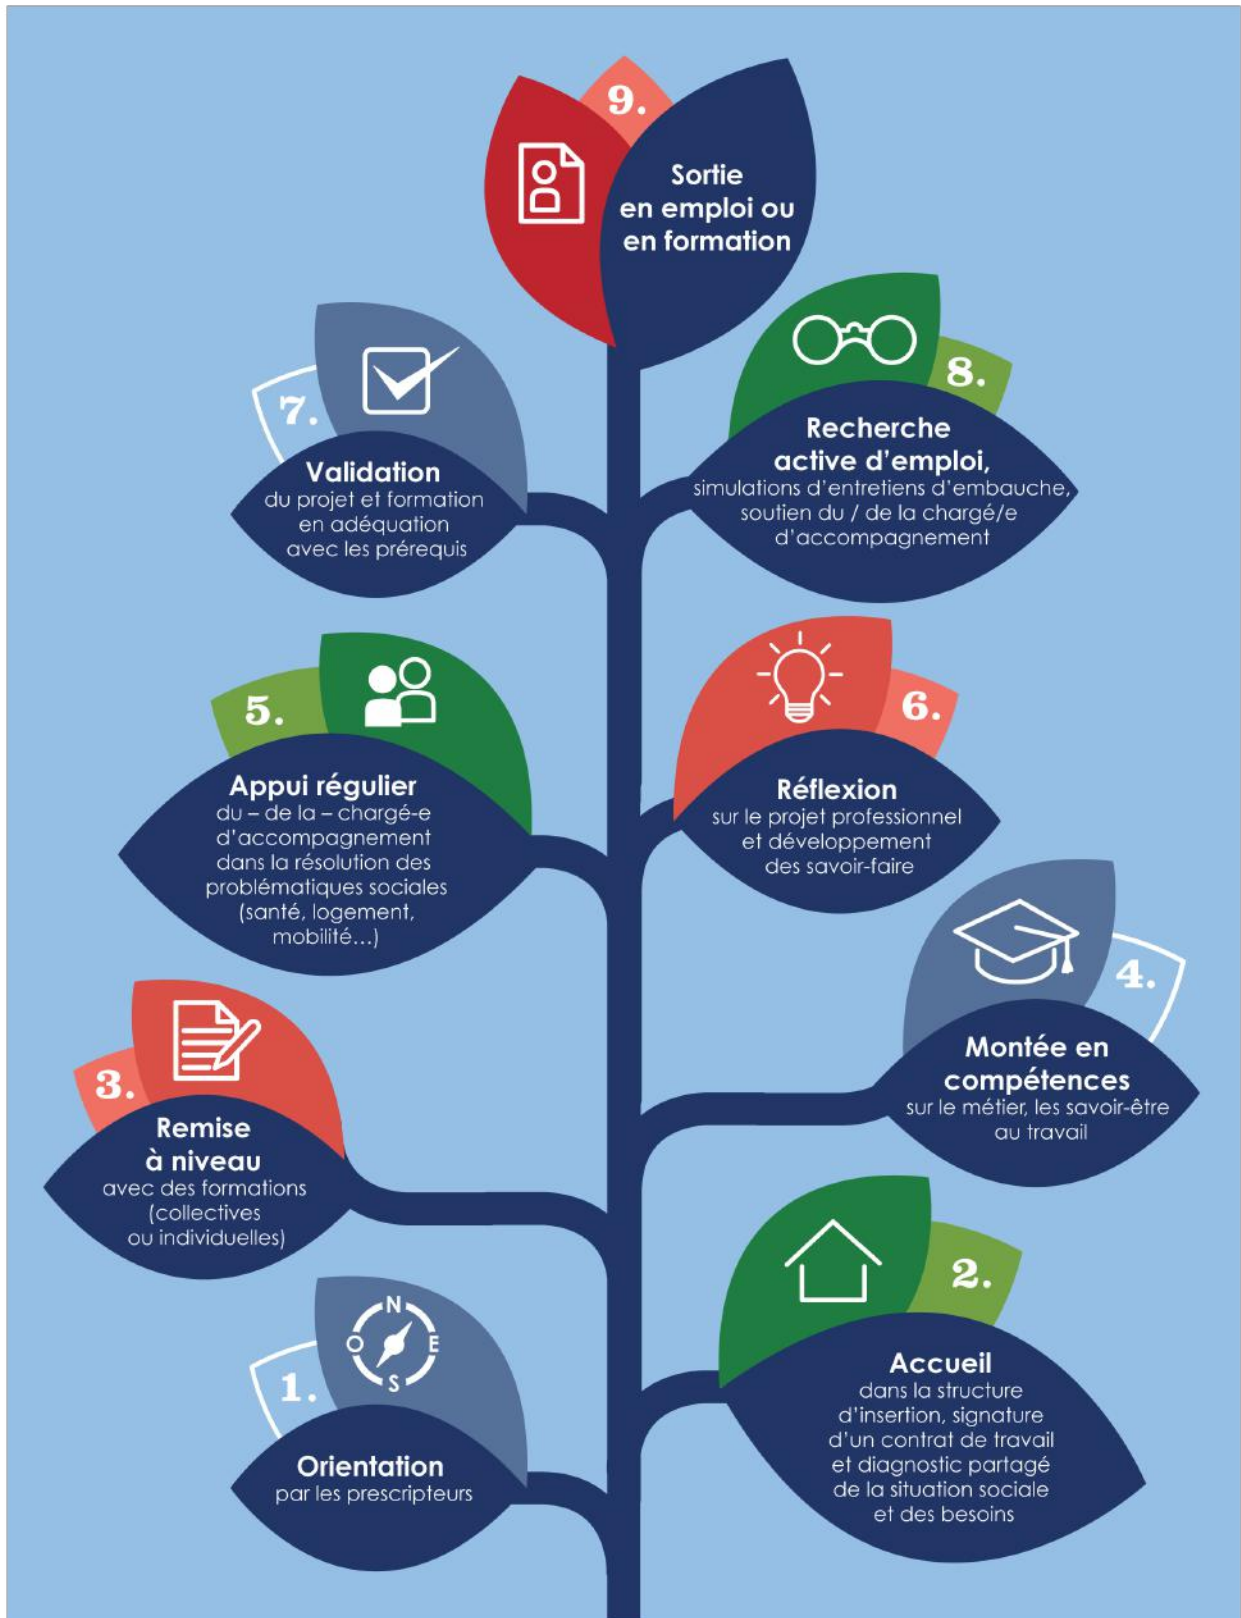 9.
Sortie
en emploi ou
en formation
8.
Recherche
active d'emploi,
simulations d'entretiens d'embauche,
soutien du / de la chargé/e
d'accompagnement
7.
Validation
du projet et formation
en adéquation
avec les prérequis
6.
Réflexion
sur le projet professionnel
et développement
des savoir-faire
5.
Appui régulier
du – de la – chargé-e
d'accompagnement
dans la résolution des
problématiques sociales
(santé, logement,
mobilité...)
4.
Montée en
compétences
sur le métier, les savoir-être
au travail
3.
Remise
à niveau
avec des formations
(collectives
ou individuelles)
2.
Accueil
dans la structure
d'insertion, signature
d'un contrat de travail
et diagnostic partagé
de la situation sociale
et des besoins
1.
N
O E
S
Orientation
par les prescripteurs